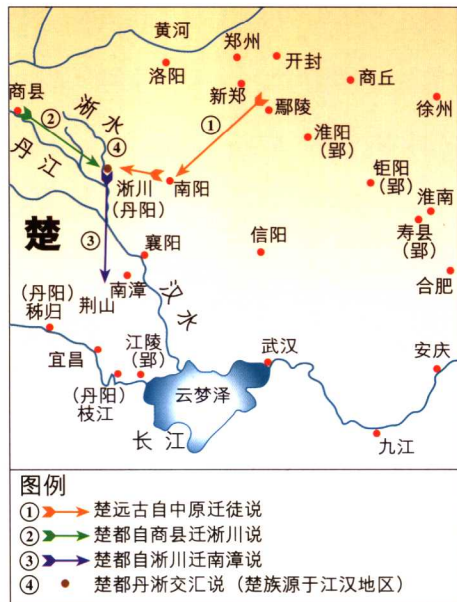 黄河
郑州
开封
洛阳
商丘
新郑
商县
淅水
①
鄢陵
徐州
②
淮阳
(郢)
丹江
④
淅川
(丹阳)
南阳
钜阳
(郢)
淮南
楚
③
寿县
(郢)
襄阳
信阳
汉水
合肥
(丹阳)
秭归
荆山
南漳
宜昌
江陵
(郢)
武汉
安庆
(丹阳)
枝江
云梦泽
长江
九江
图例
① 楚远古自中原迁徒说
② 楚都自商县迁淅川说
③ 楚都自淅川迁南漳说
④ 楚都丹淅交汇说（楚族源于江汉地区）